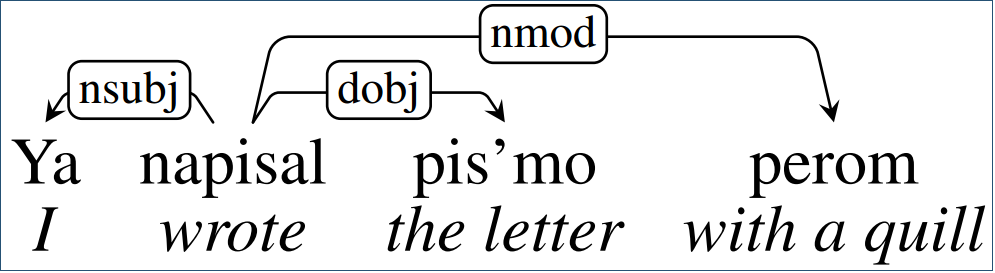 nmod
nsubj dobj
Ya napisal pis’mo perom
I wrote the letter with a quill